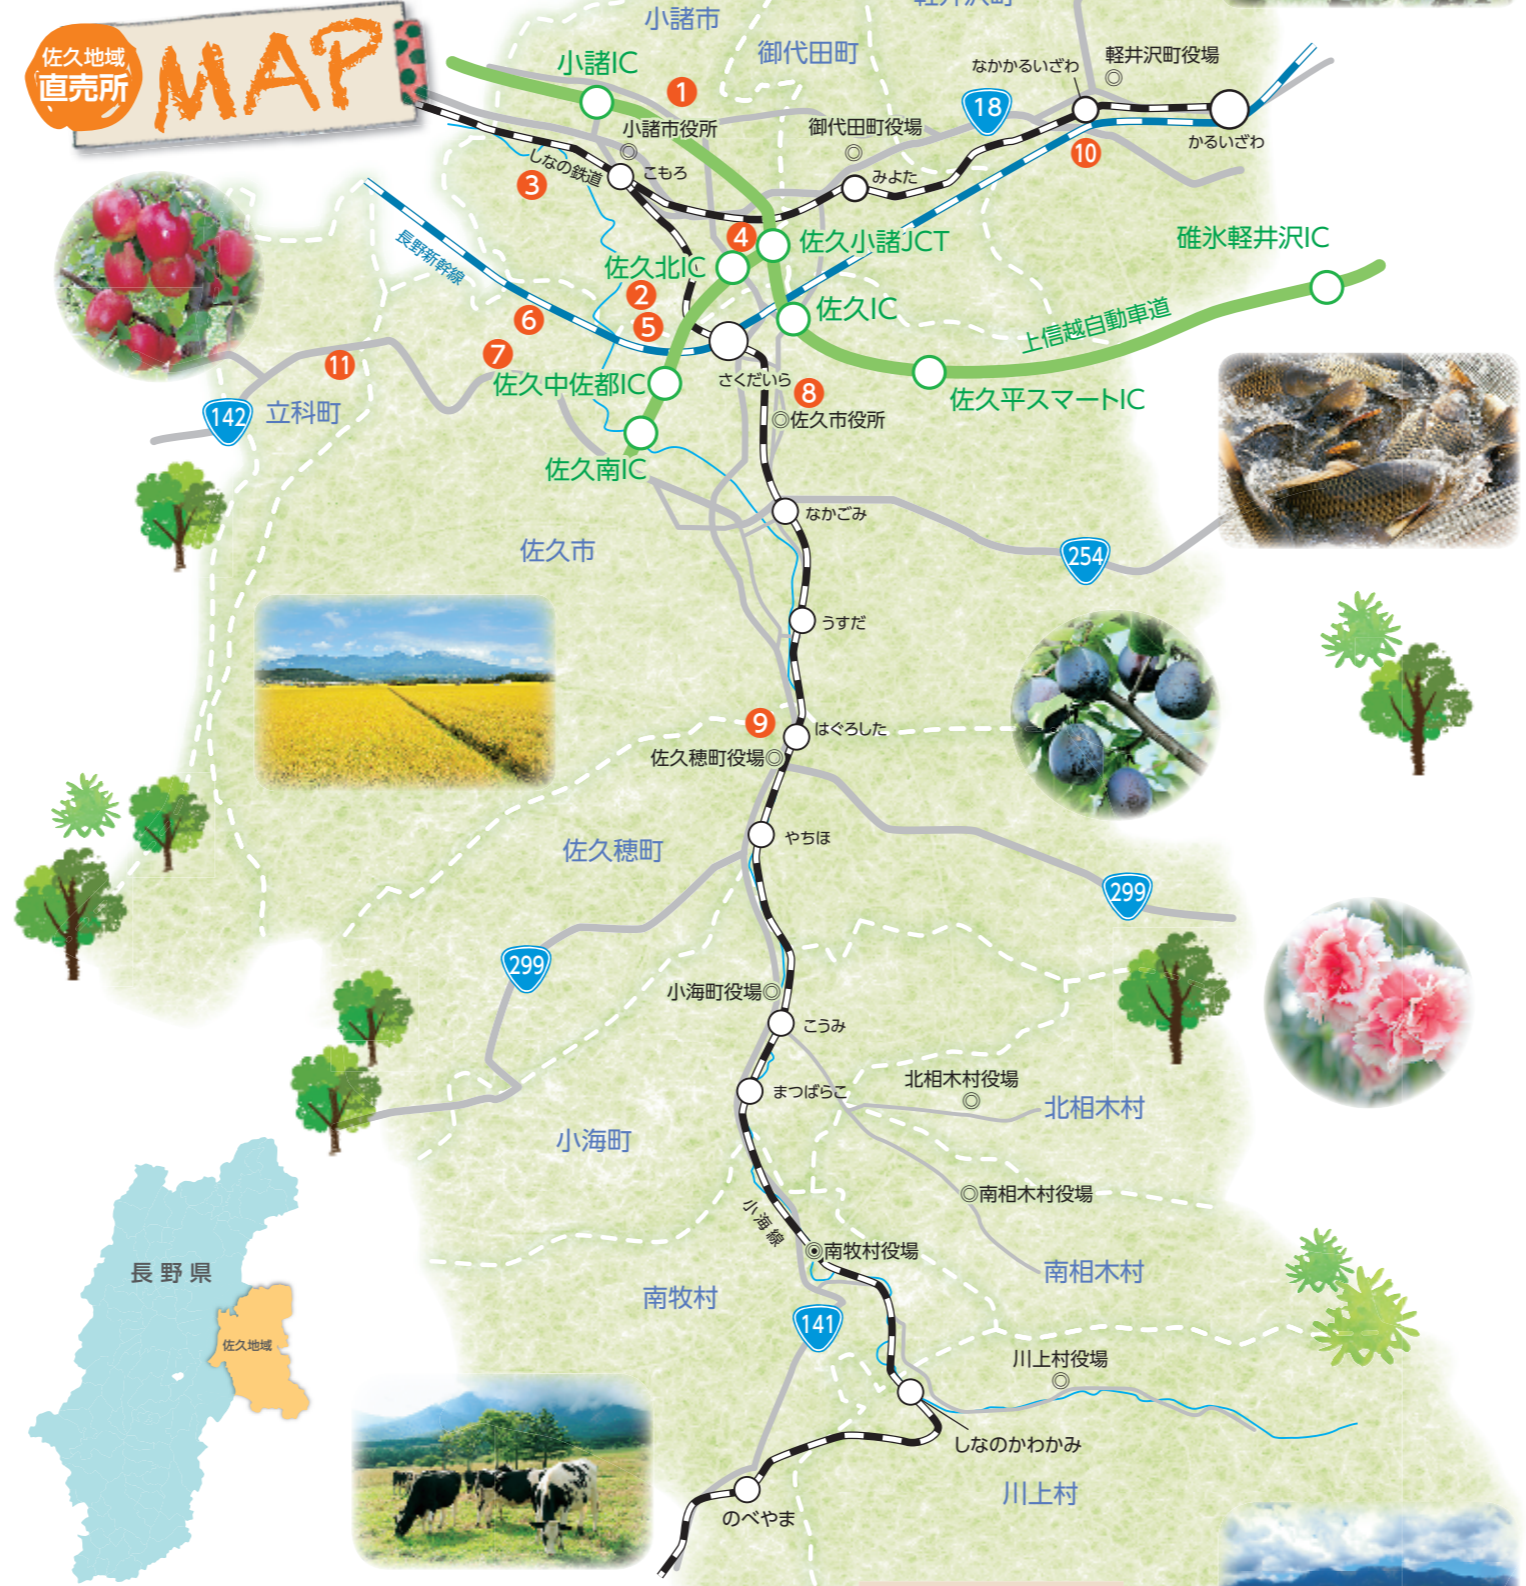 佐久地域
直売所
MAP
小諸市
軽井沢町
御代田町
小諸IC
1
なかかるいざわ
軽井沢町役場
18
小諸市役所
御代田町役場
かるいざわ
10
しなの鉄道
こもろ
3
みよた
4
佐久小諸JCT
碓氷軽井沢IC
長野新幹線
佐久北IC
2
佐久IC
6
5
上信越自動車道
11
7
佐久中佐都IC
さくだいら
8
佐久平スマートIC
142
立科町
佐久市役所
佐久南IC
なかごみ
佐久市
254
うすだ
9
はぐろした
佐久穂町役場
やちほ
佐久穂町
299
299
小海町役場
こうみ
北相木村役場
まつばらこ
北相木村
小海町
南相木村役場
小海線
南牧村役場
長野県
南相木村
南牧村
141
佐久地域
川上村役場
しなのかわかみ
川上村
のべやま